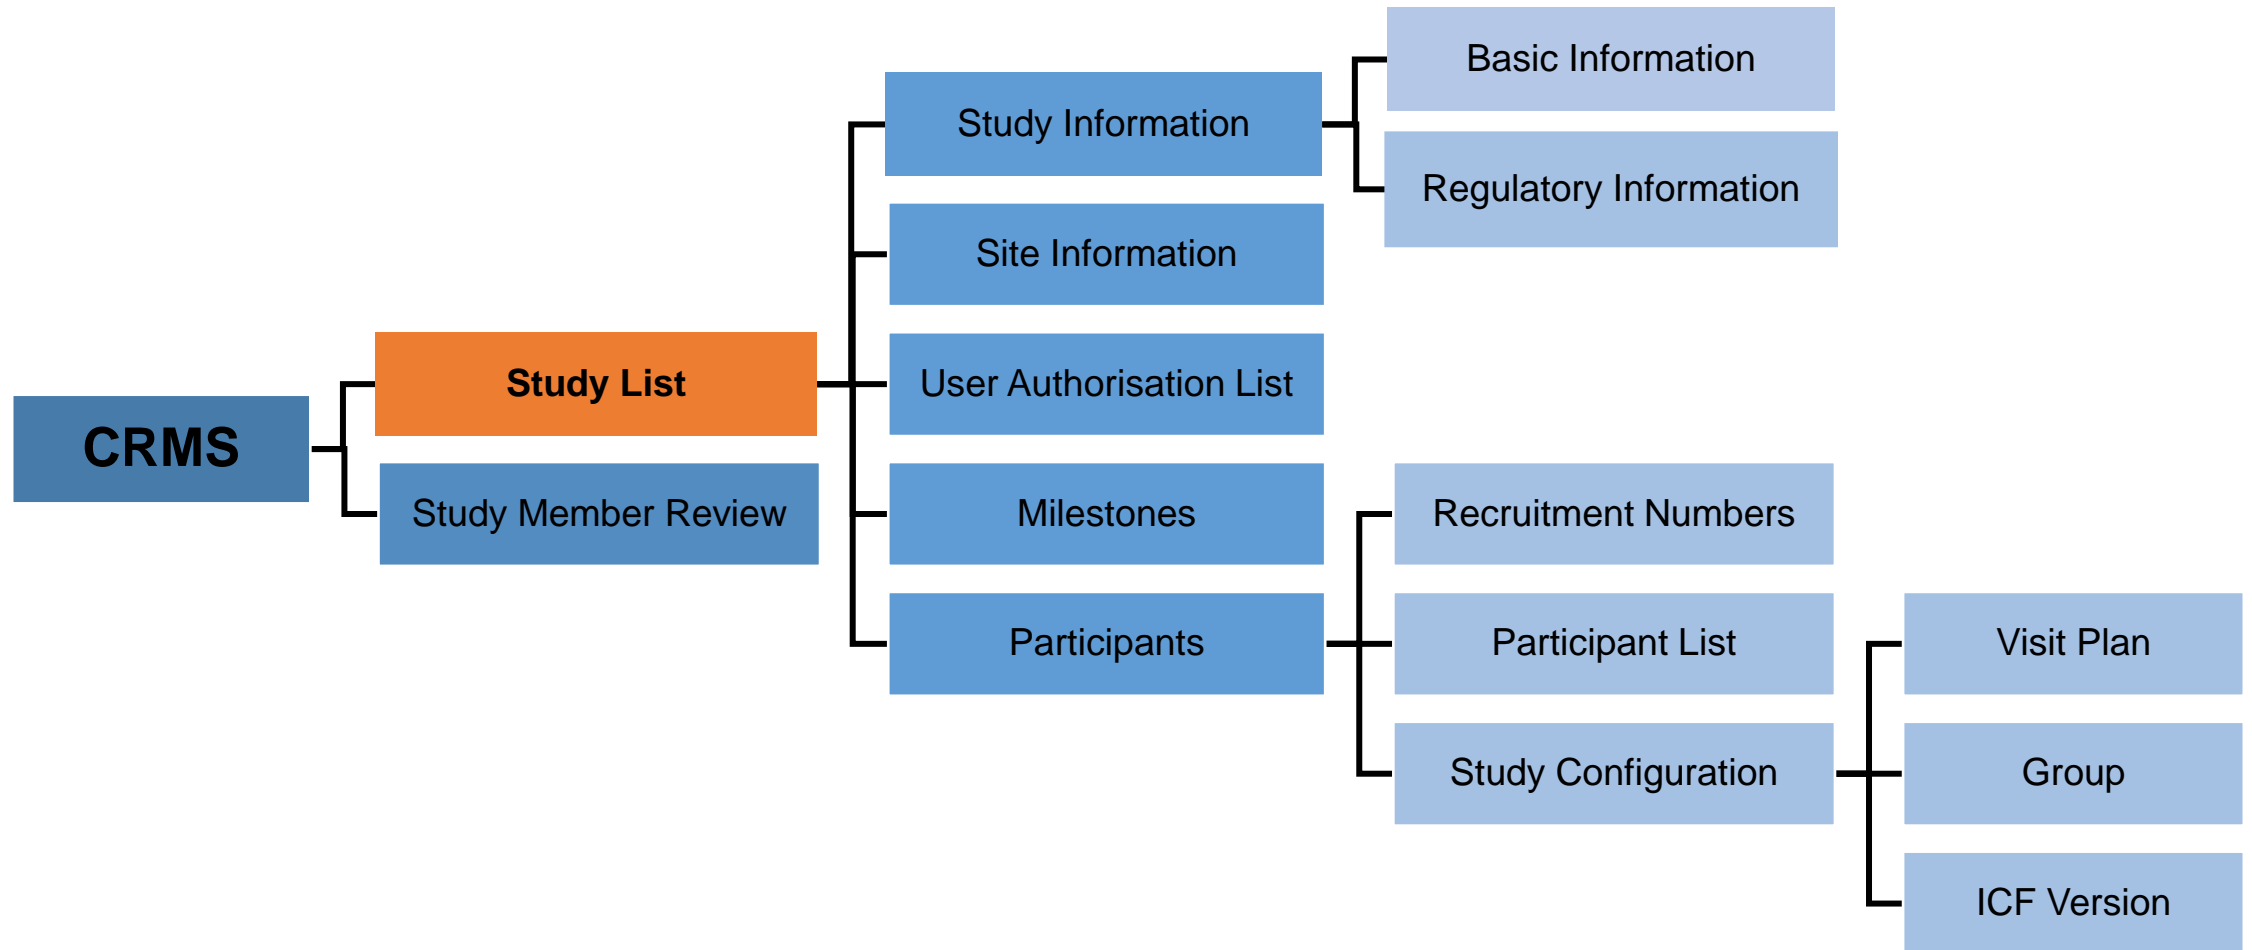 CRMS
Study List
Study Member Review
Study Information
Site Information
User Authorisation List
Milestones
Participants
Basic Information
Regulatory Information
Recruitment Numbers
Participant List
Study Configuration
Visit Plan
Group
ICF Version